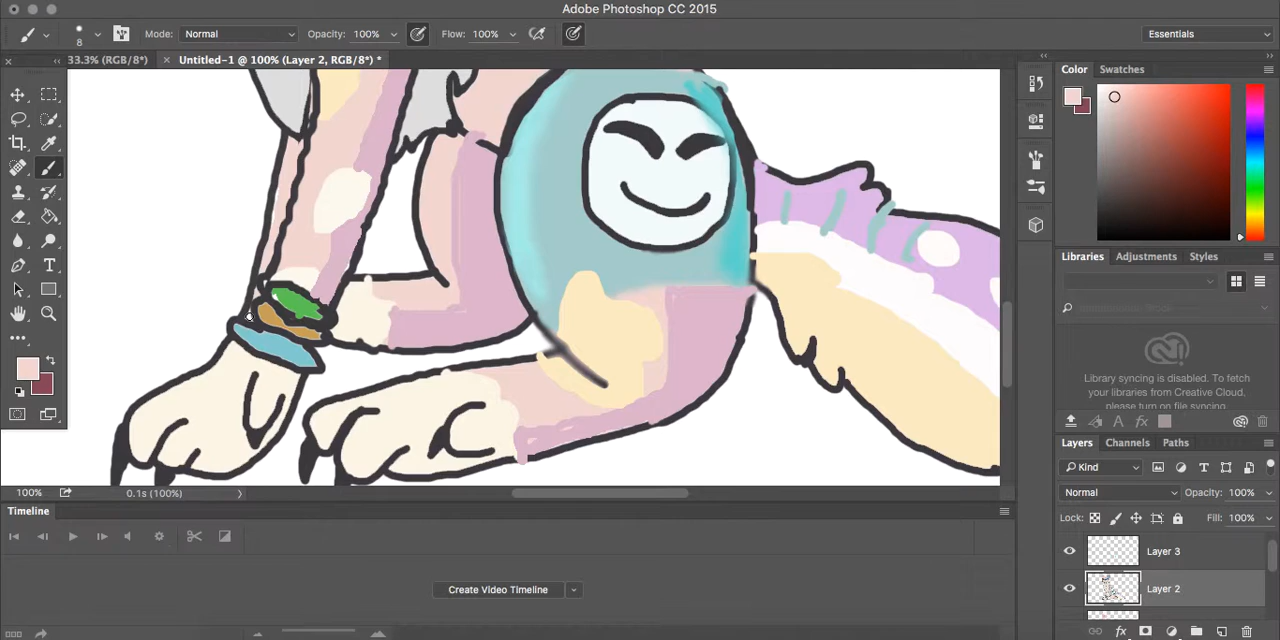 Adobe Photoshop CC 2015
8
Mode: Normal
Opacity: 100%
Flow: 100%
Essentials
33.3% (RGB/8*)
× Untitled-1 @ 100% (Layer 2, RGB/8*) *
Color
Swatches
Libraries
Adjustments
Styles
Library syncing is disabled. To fetch
your libraries from Creative Cloud,
please turn on file syncing.
Layers
Channels
Paths
Kind
Normal
Opacity: 100%
Lock:
Fill: 100%
Layer 3
Layer 2
fx
100%
0.1s (100%)
Timeline
Create Video Timeline